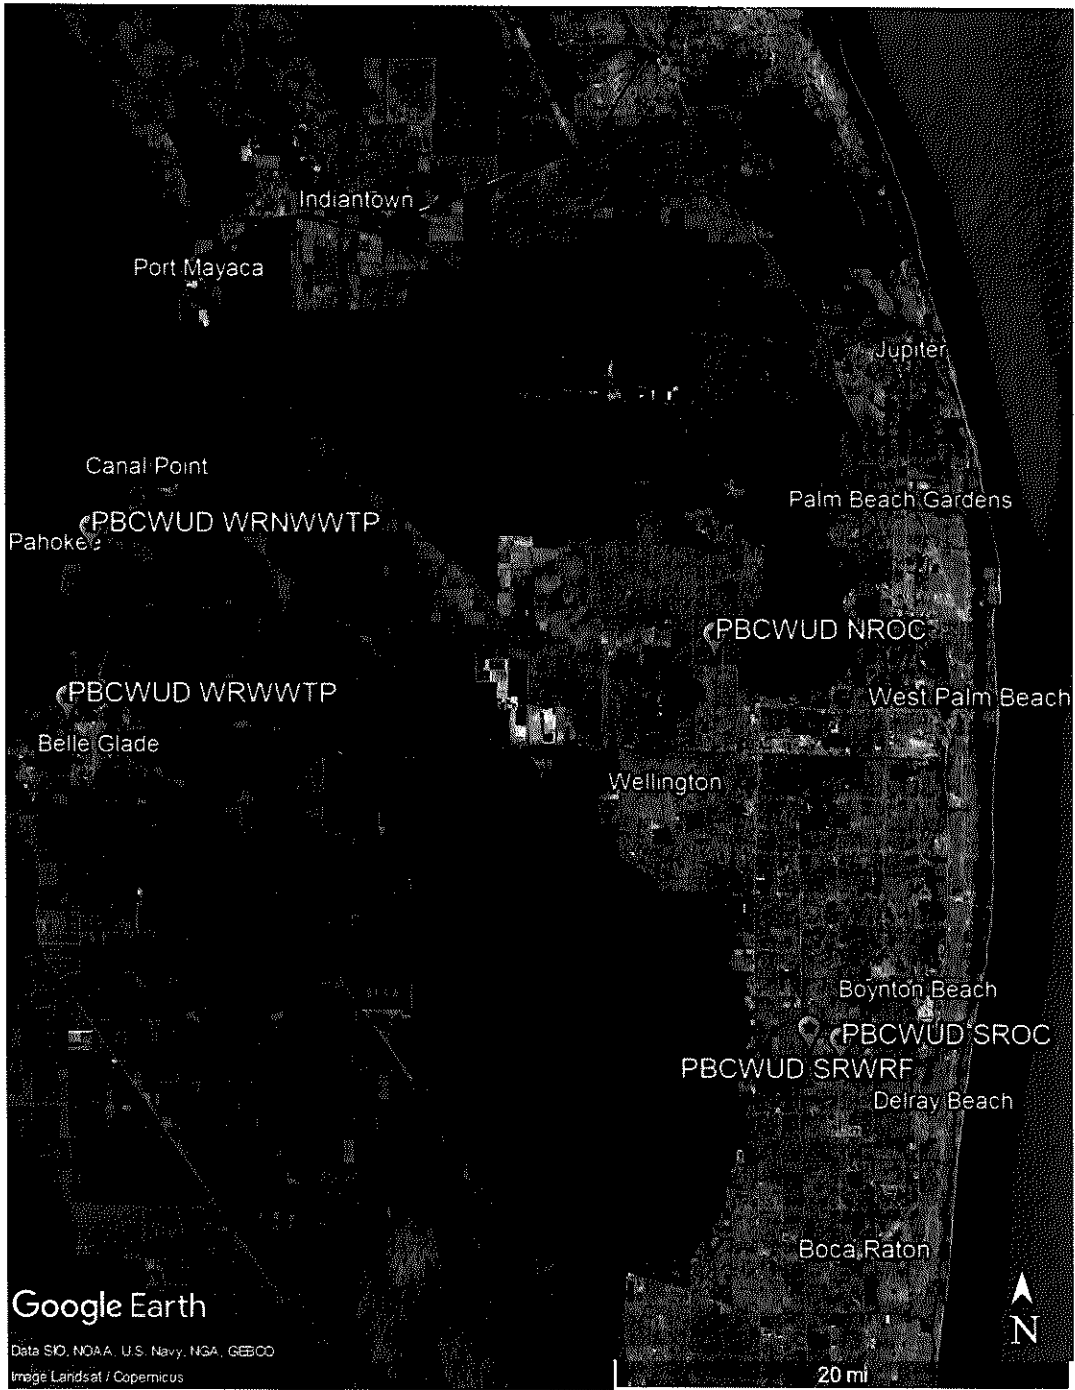 Indiantown
Port Mayaca
Jupiter
Canal Point
Palm Beach Gardens
PBCWUD WRNWWTP
Pahokee
PBCWUD NROC
PBCWUD WRWWTP
West Palm Beach
Belle Glade
Wellington
Boynton Beach
PBCWUD SROC
PBCWUD SRWRF
Delray Beach
Boca Raton
Google Earth
N
Data SIO, NOAA, U.S. Navy, NGA, GEBCO
Image Landsat / Copernicus
20 mi